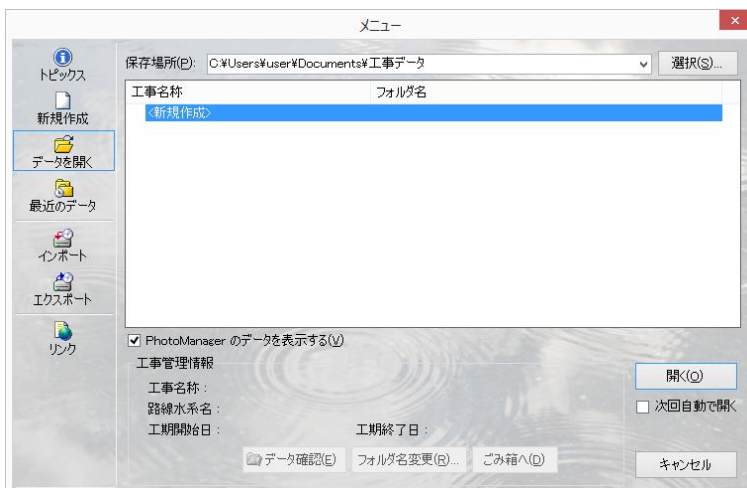 メニュー
トピックス
新規作成
データを開く
最近のデータ
インポート
エクスポート
リンク
保存場所(P): C:¥Users¥user¥Documents¥工事データ 選択(S)...
工事名称 フォルダ名
<新規作成>
PhotoManager のデータを表示する(V)
工事管理情報
工事名称 :
路線水系名 :
工期開始日 : 工期終了日 :
データ確認(E) フォルダ名変更(R)... ごみ箱へ(D)
開く(O)
次回自動で開く
キャンセル